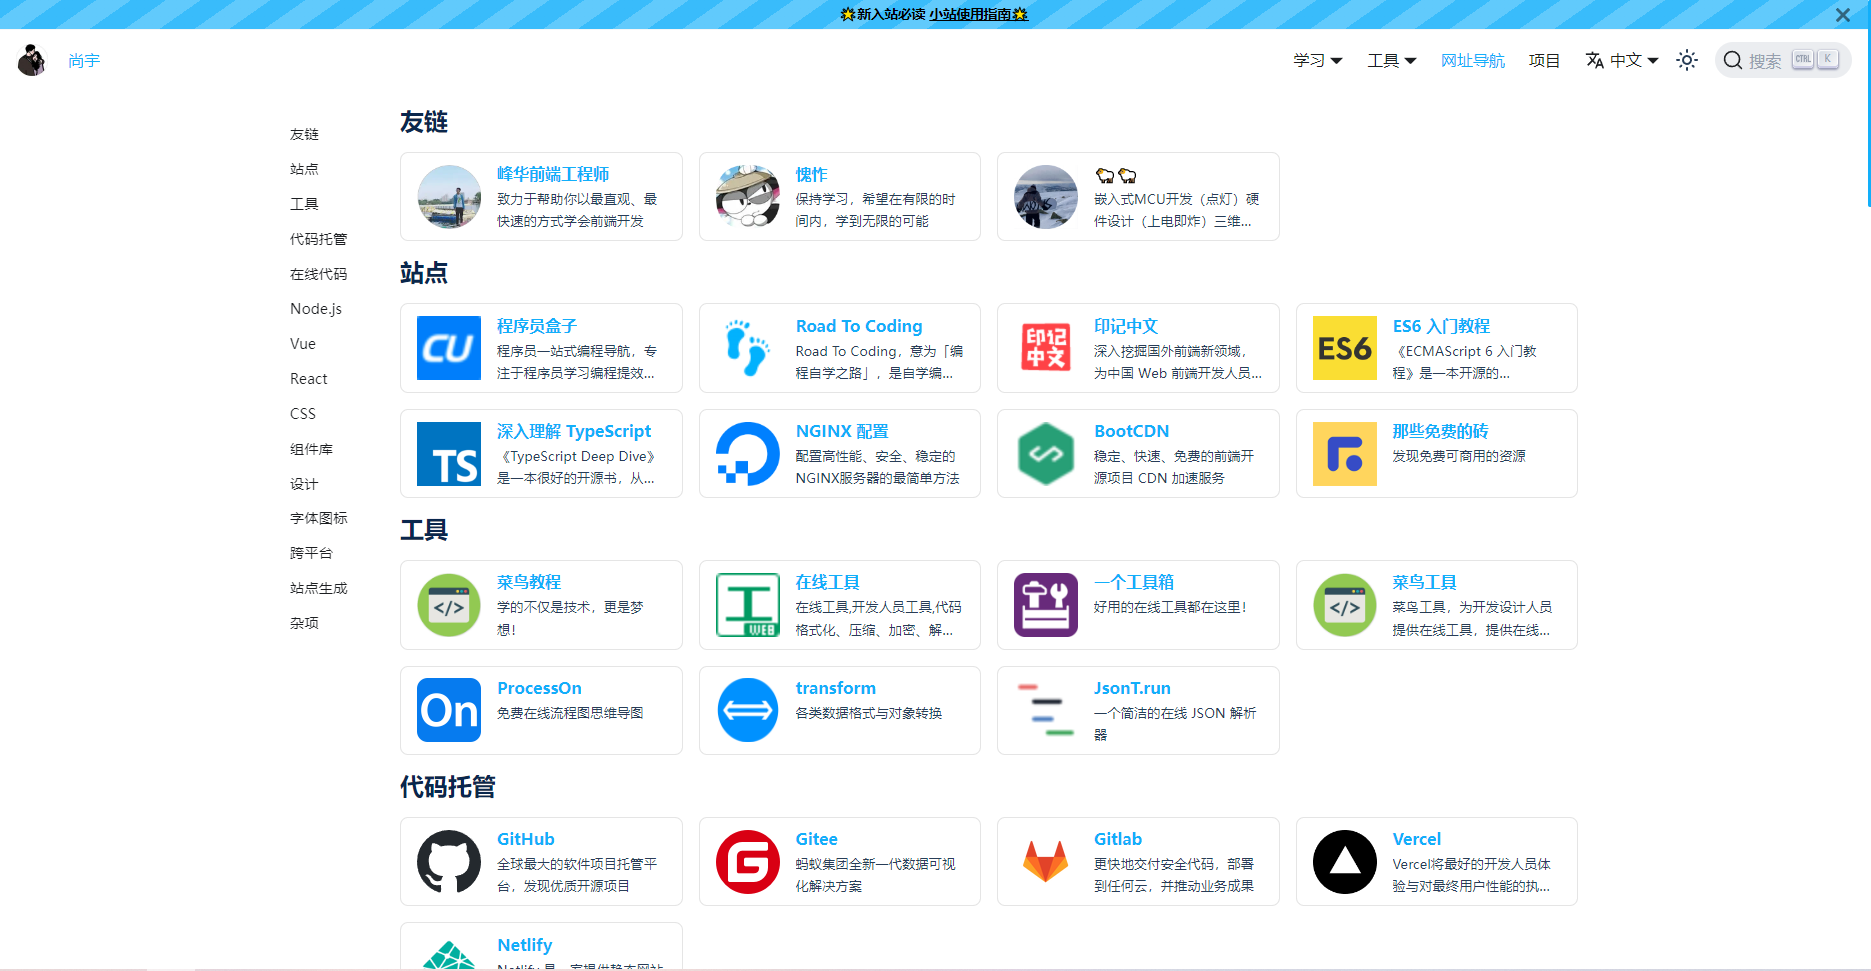 🌟新入站必读 小站使用指南🌟
尚宇
学习 工具 网址导航 项目 中文 搜索 CTRL K
友链
站点
工具
代码托管
在线代码
Node.js
Vue
React
CSS
组件库
设计
字体图标
跨平台
站点生成
杂项
友链
峰华前端工程师
致力于帮助你以最直观、最
快速的方式学会前端开发
愧怍
保持学习，希望在有限的时
间内，学到无限的可能
🐑🐑
嵌入式MCU开发（点灯）硬
件设计（上电即炸）三维...
站点
CU
程序员盒子
程序员一站式编程导航，专
注于程序员学习编程提效...
Road To Coding
Road To Coding，意为「编
程自学之路」，是自学编...
印记
中文
印记中文
深入挖掘国外前端新领域，
为中国 Web 前端开发人员...
ES6
ES6 入门教程
《ECMAScript 6 入门教
程》是一本开源的...
TS
深入理解 TypeScript
《TypeScript Deep Dive》
是一本很好的开源书，从...
NGINX 配置
配置高性能、安全、稳定的
NGINX服务器的最简单方法
BootCDN
稳定、快速、免费的前端开
源项目 CDN 加速服务
那些免费的砖
发现免费可商用的资源
工具
</>
菜鸟教程
学的不仅是技术，更是梦
想！
工
WEB
在线工具
在线工具,开发人员工具,代码
格式化、压缩、加密、解...
一个工具箱
好用的在线工具都在这里！
</>
菜鸟工具
菜鸟工具，为开发设计人员
提供在线工具，提供在线...
On
ProcessOn
免费在线流程图思维导图
transform
各类数据格式与对象转换
JsonT.run
一个简洁的在线 JSON 解析
器
代码托管
GitHub
全球最大的软件项目托管平
台，发现优质开源项目
G
Gitee
蚂蚁集团全新一代数据可视
化解决方案
Gitlab
更快地交付安全代码，部署
到任何云，并推动业务成果
Vercel
Vercel将最好的开发人员体
验与对最终用户性能的执...
Netlify
Netlify 是一家提供静态网站